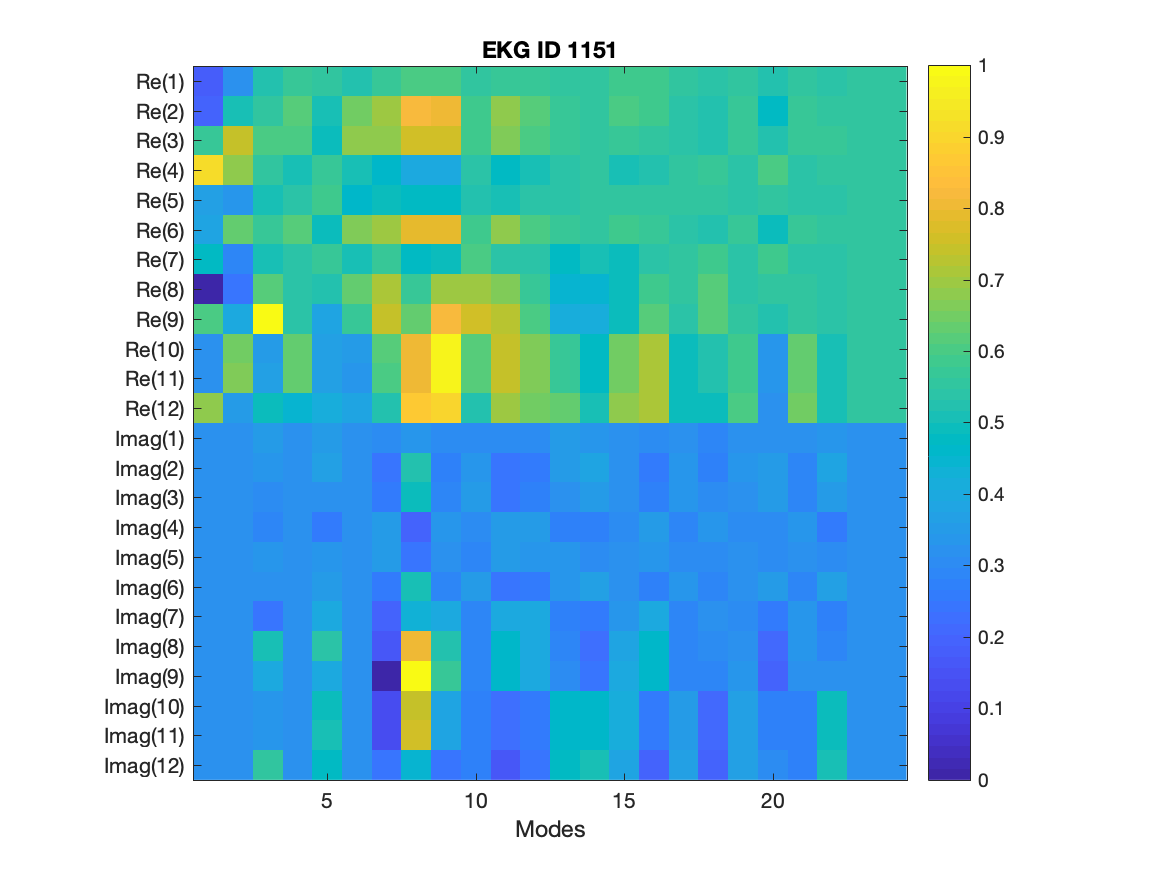 EKG ID 1151
Re(1)
Re(2)
Re(3)
Re(4)
Re(5)
Re(6)
Re(7)
Re(8)
Re(9)
Re(10)
Re(11)
Re(12)
Imag(1)
Imag(2)
Imag(3)
Imag(4)
Imag(5)
Imag(6)
Imag(7)
Imag(8)
Imag(9)
Imag(10)
Imag(11)
Imag(12)
5 10 15 20
Modes
1
0.9
0.8
0.7
0.6
0.5
0.4
0.3
0.2
0.1
0